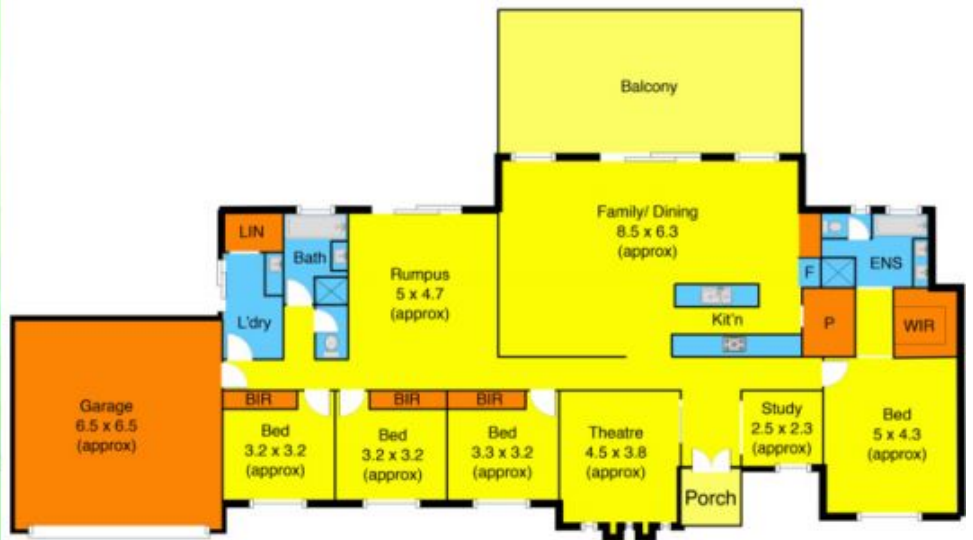 Balcony
Family/ Dining
8.5 x 6.3
(approx)
LIN
Bath
Rumpus
5 x 4.7
(approx)
F
ENS
L'dry
Kit'n
P
WIR
Garage
6.5 x 6.5
(approx)
BIR
BIR
BIR
Bed
3.2 x 3.2
(approx)
Bed
3.2 x 3.2
(approx)
Bed
3.3 x 3.2
(approx)
Theatre
4.5 x 3.8
(approx)
Study
2.5 x 2.3
(approx)
Bed
5 x 4.3
(approx)
Porch